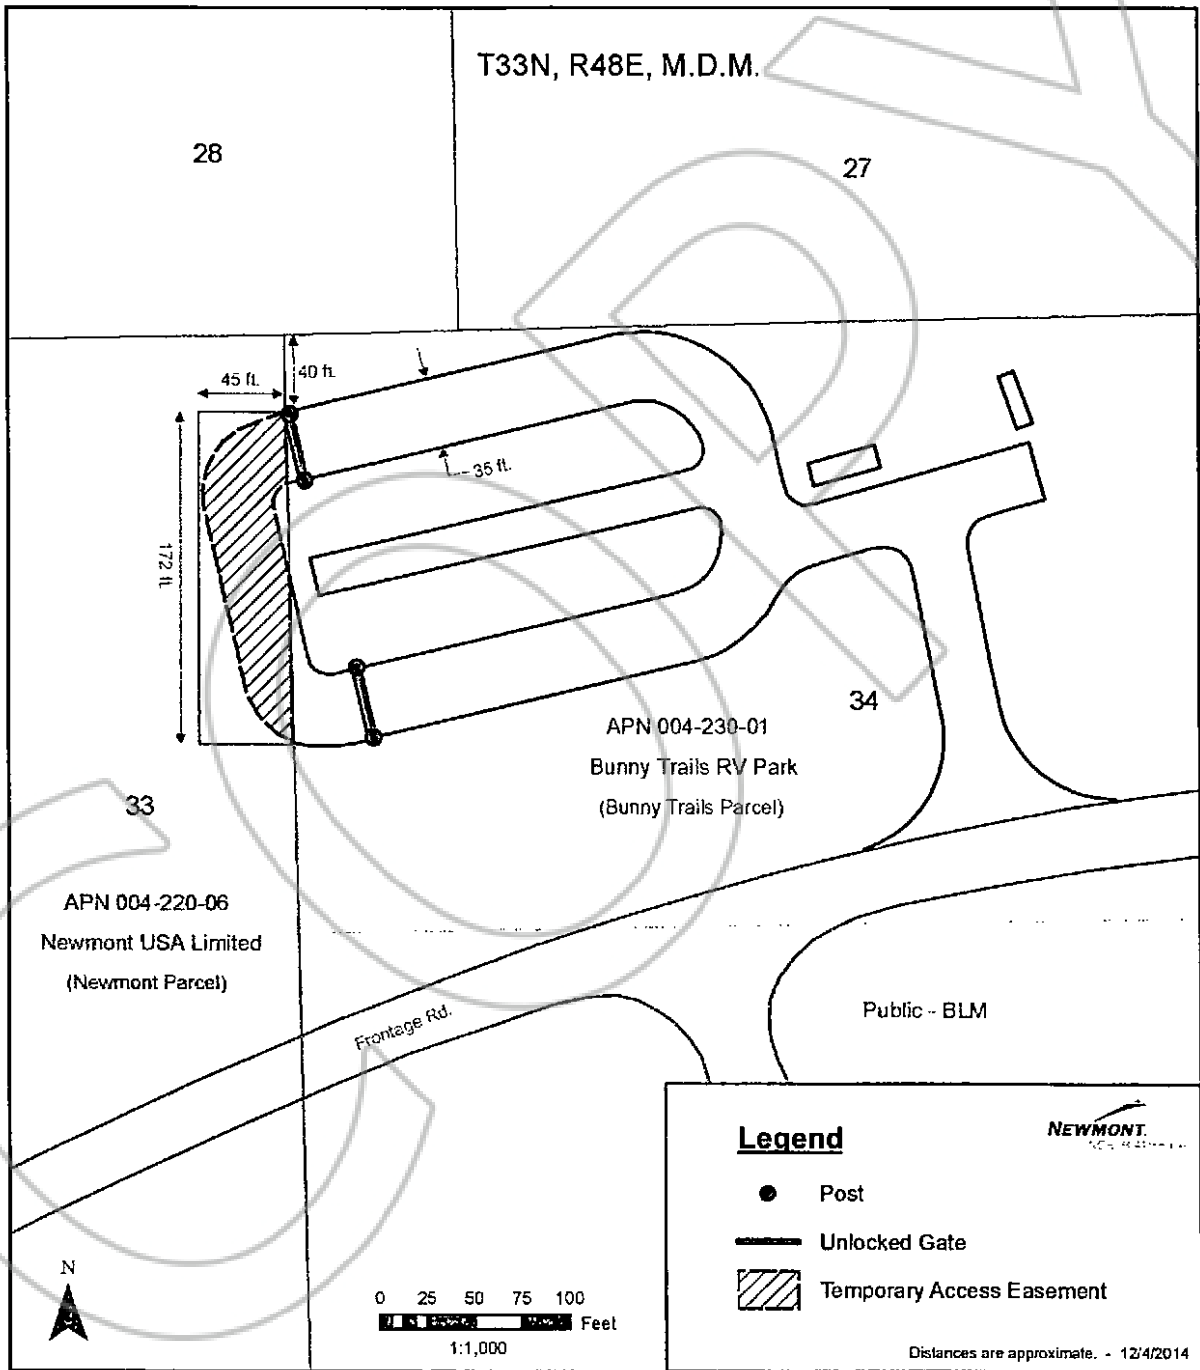 T33N, R48E, M.D.M.
28
27
45 ft.
40 ft.
35 ft.
172 ft.
34
APN 004-230-01
Bunny Trails RV Park
(Bunny Trails Parcel)
33
APN 004-220-06
Newmont USA Limited
(Newmont Parcel)
Frontage Rd.
Public - BLM
Legend
NEWMONT.
Post
Unlocked Gate
Temporary Access Easement
N
0 25 50 75 100
Feet
1:1,000
Distances are approximate. - 12/4/2014
COPY